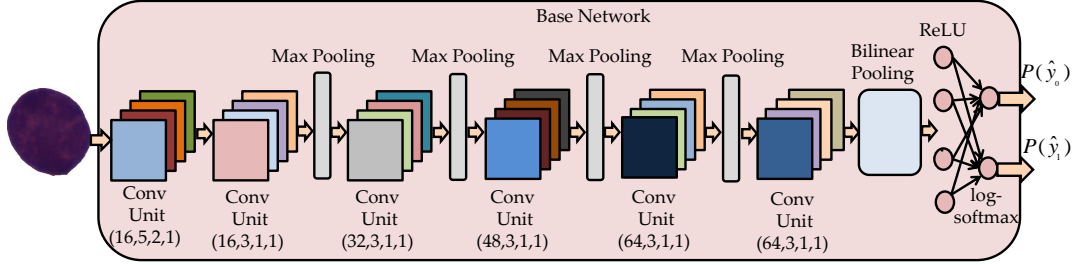 Base Network
Max Pooling
Max Pooling
Max Pooling
Max Pooling
Bilinear
Pooling
ReLU
P(ŷ₀)
P(ŷ₁)
Conv
Unit
(16,5,2,1)
Conv
Unit
(16,3,1,1)
Conv
Unit
(32,3,1,1)
Conv
Unit
(48,3,1,1)
Conv
Unit
(64,3,1,1)
Conv
Unit
(64,3,1,1)
log-
softmax